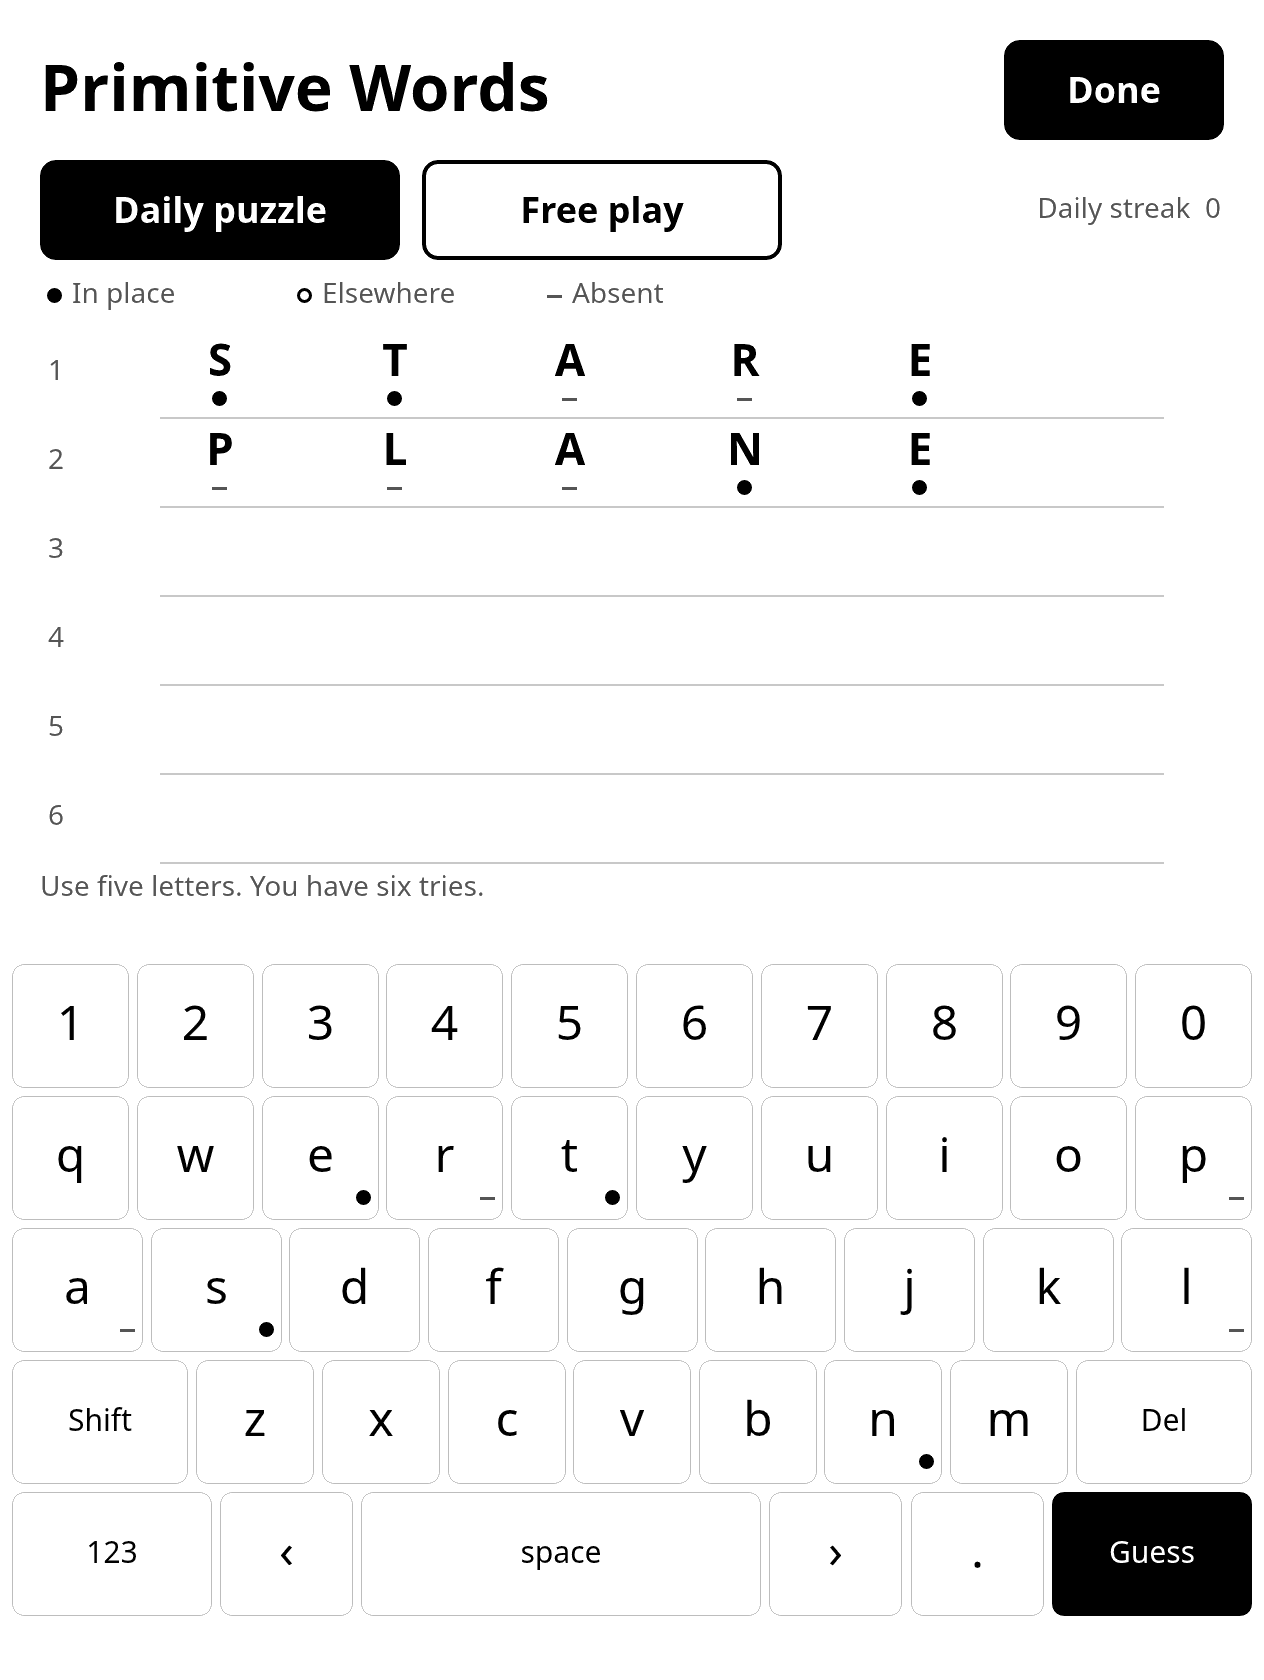 Primitive Words
Done
Daily puzzle
Free play
Daily streak 0
In place
Elsewhere
Absent
1 S T A R E
2 P L A N E
3
4
5
6
Use five letters. You have six tries.
1 2 3 4 5 6 7 8 9 0
q w e r t y u i o p
a s d f g h j k l
Shift z x c v b n m Del
123 ‹ space › . Guess